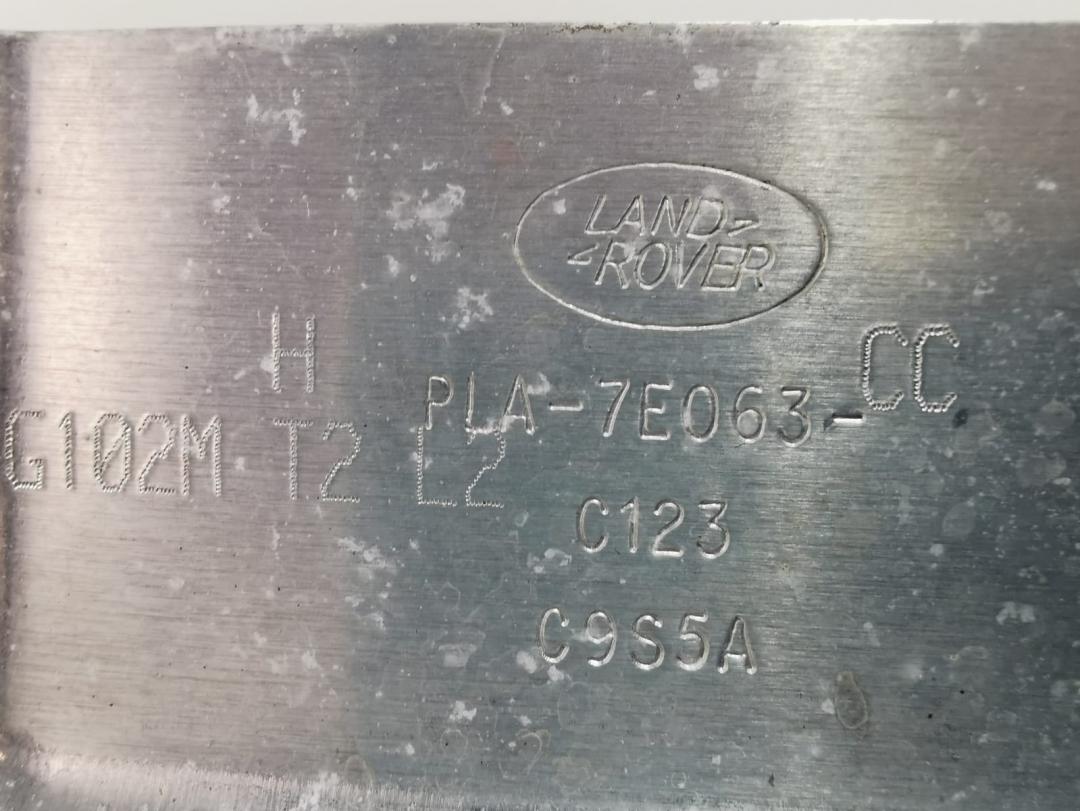 LAND
ROVER
H
PLA-7E063-CC
G102M T2 L2
C123
C9S5A